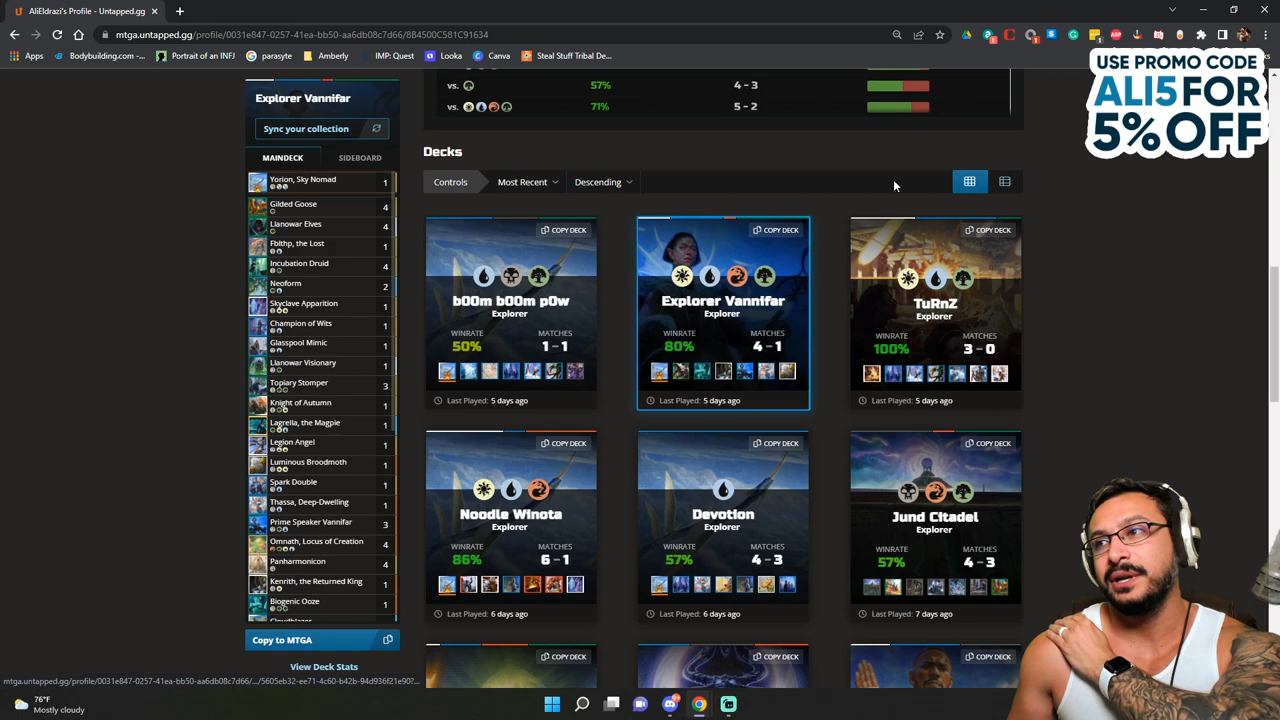 AliEldrazi's Profile - Untapped.gg
mtga.untapped.gg/profile/0031e847-0257-41ea-bb50-aa6db08c7d66/884500C581C91634
Apps
Bodybuilding.com -...
Portrait of an INFJ
parasyte
Amberly
IMP: Quest
Looka
Canva
Steal Stuff Tribal De...
USE PROMO CODE
ALI5 FOR
5% OFF
Explorer Vannifar
Sync your collection
MAINDECK
SIDEBOARD
Yorion, Sky Nomad 1
Gilded Goose 4
Llanowar Elves 4
Fblthp, the Lost 1
Incubation Druid 4
Neoform 2
Skyclave Apparition 1
Champion of Wits 1
Glasspool Mimic 1
Llanowar Visionary 1
Topiary Stomper 3
Knight of Autumn 1
Lagrella, the Magpie 1
Legion Angel 1
Luminous Broodmoth 1
Spark Double 1
Thassa, Deep-Dwelling 1
Prime Speaker Vannifar 3
Omnath, Locus of Creation 4
Panharmonicon 4
Kenrith, the Returned King 1
Biogenic Ooze 1
Cloudblazer
Copy to MTGA
View Deck Stats
vs. 57% 4 - 3
vs. 71% 5 - 2
Decks
Controls
Most Recent
Descending
COPY DECK
b00m b00m p0w
Explorer
WINRATE MATCHES
50% 1 - 1
Last Played: 5 days ago
COPY DECK
Explorer Vannifar
Explorer
WINRATE MATCHES
80% 4 - 1
Last Played: 5 days ago
COPY DECK
TuRnZ
Explorer
WINRATE MATCHES
100% 3 - 0
Last Played: 5 days ago
COPY DECK
Noodle Winota
Explorer
WINRATE MATCHES
86% 6 - 1
Last Played: 6 days ago
COPY DECK
Devotion
Explorer
WINRATE MATCHES
57% 4 - 3
Last Played: 6 days ago
COPY DECK
Jund Citadel
Explorer
WINRATE MATCHES
57% 4 - 3
Last Played: 7 days ago
COPY DECK
COPY DECK
COPY DECK
76°F
Mostly cloudy